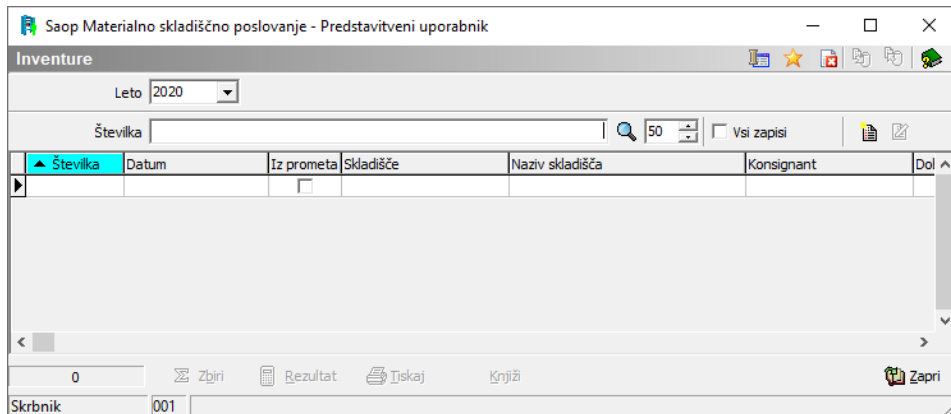 Saop Materialno skladiščno poslovanje - Predstavitveni uporabnik
Inventure
Leto 2020
Številka 50 Vsi zapisi
Številka Datum Iz prometa Skladišče Naziv skladišča Konsignant Dol
0 Zbiri Rezultat Tiskaj Knjiži Zapri
Skrbnik 001